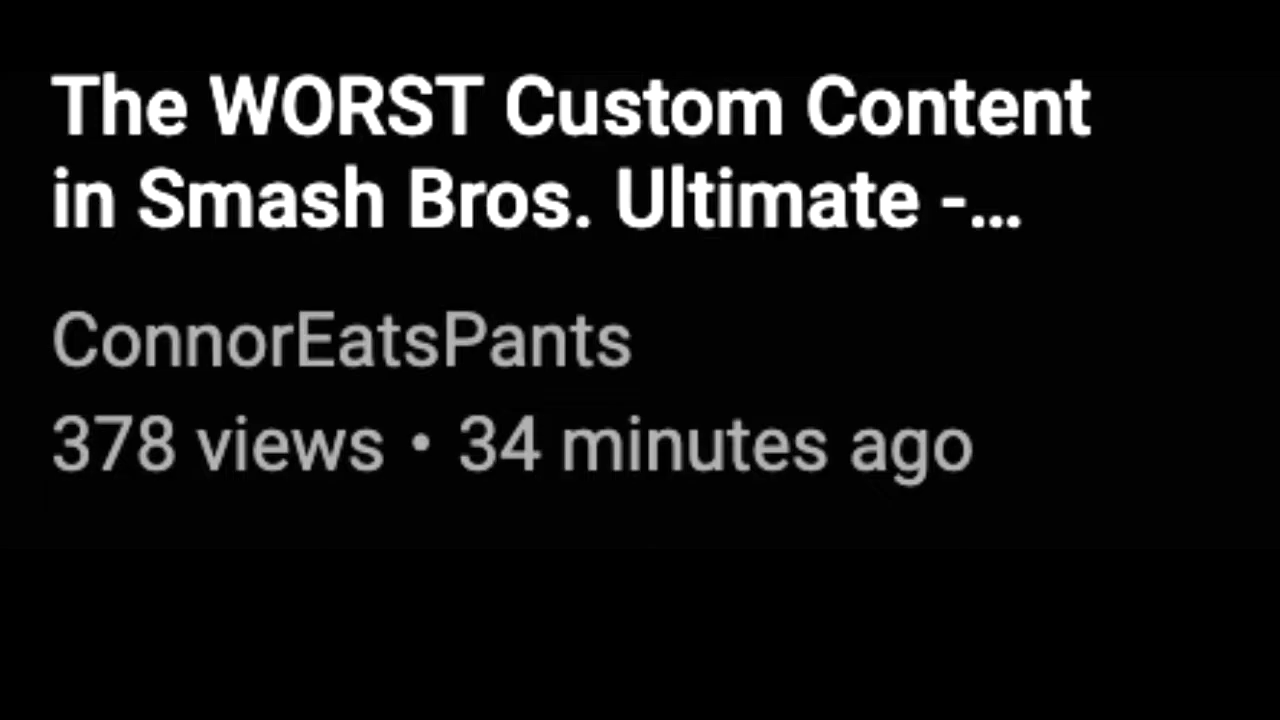 The WORST Custom Content
in Smash Bros. Ultimate -...
ConnorEatsPants
378 views • 34 minutes ago